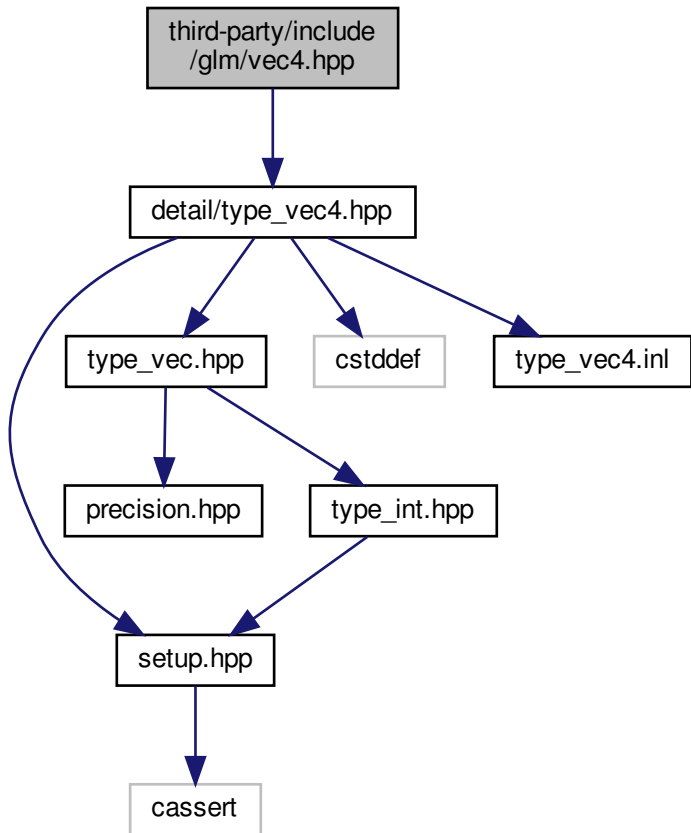 third-party/include
/glm/vec4.hpp
detail/type_vec4.hpp
type_vec.hpp
cstddef
type_vec4.inl
precision.hpp
type_int.hpp
setup.hpp
cassert